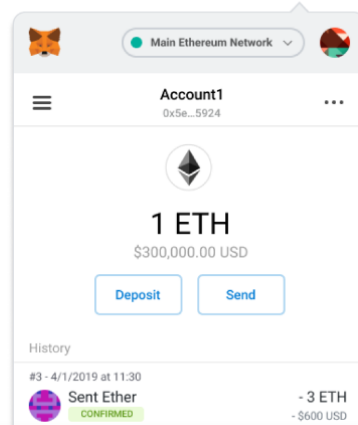 Main Ethereum Network
Account1
0x5e...5924
1 ETH
$300,000.00 USD
Deposit Send
History
#3 - 4/1/2019 at 11:30
Sent Ether - 3 ETH
CONFIRMED - $600 USD